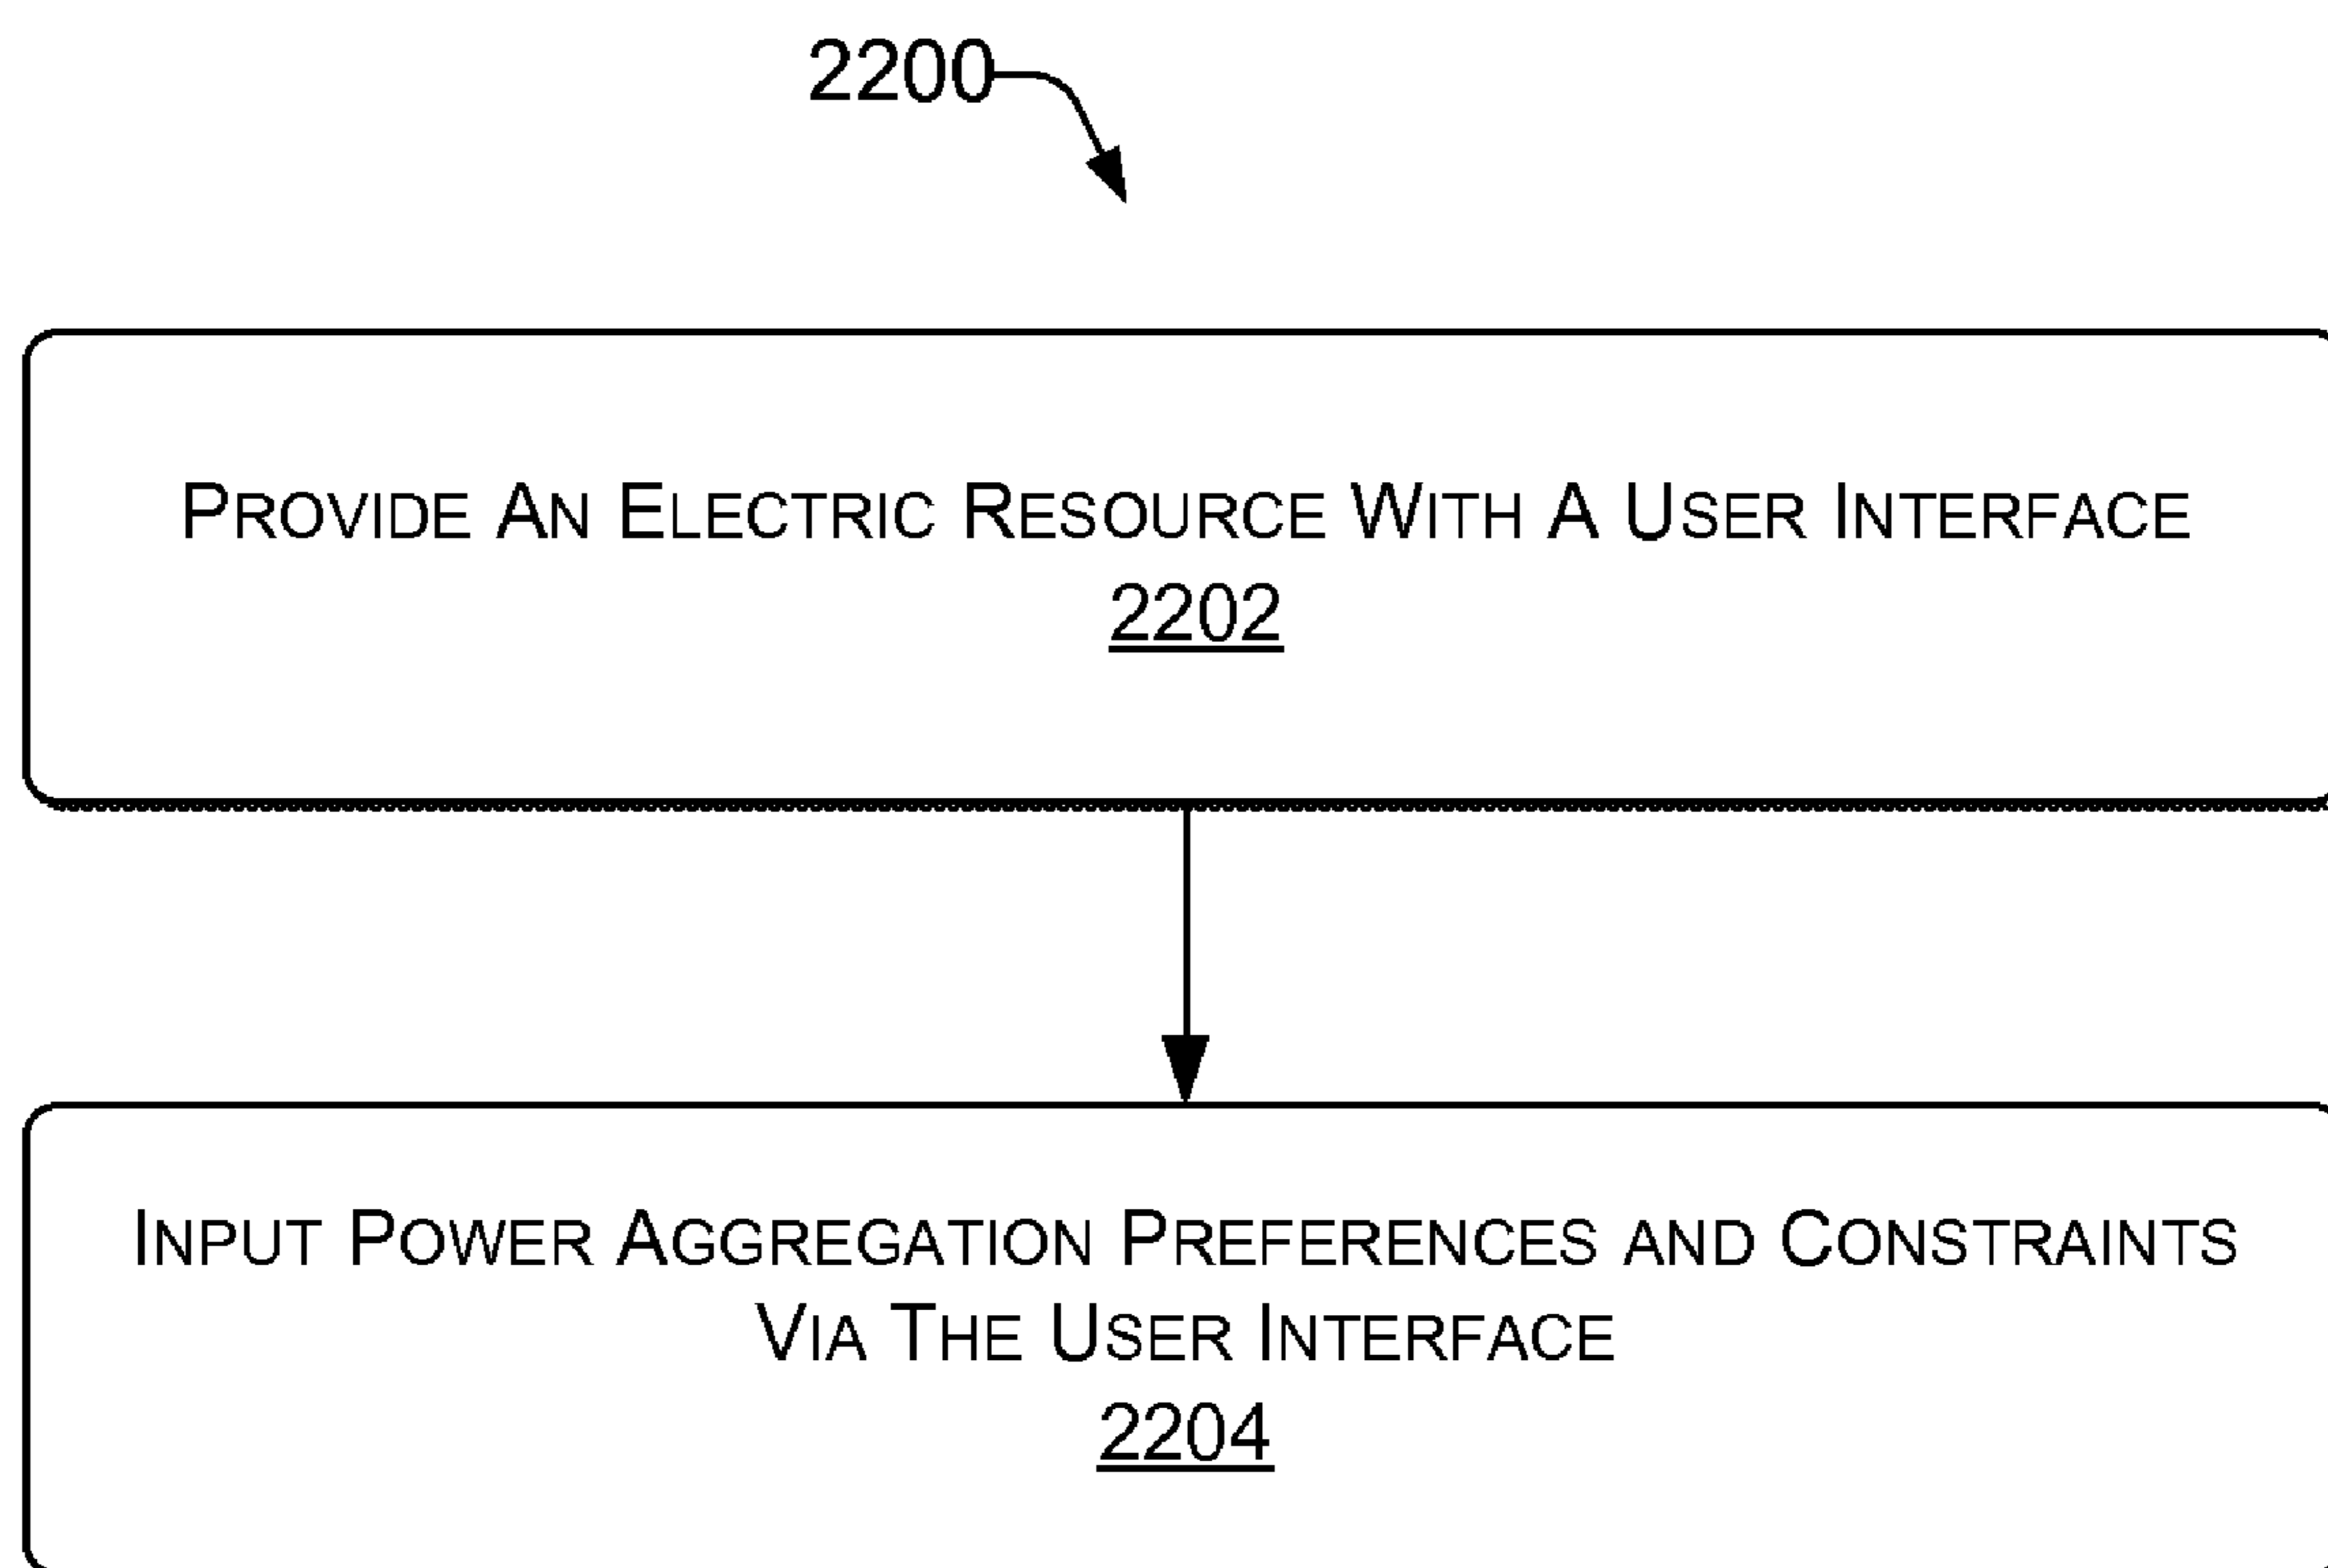 2200
Provide An Electric Resource With A User Interface
2202
Input Power Aggregation Preferences and Constraints
Via The User Interface
2204